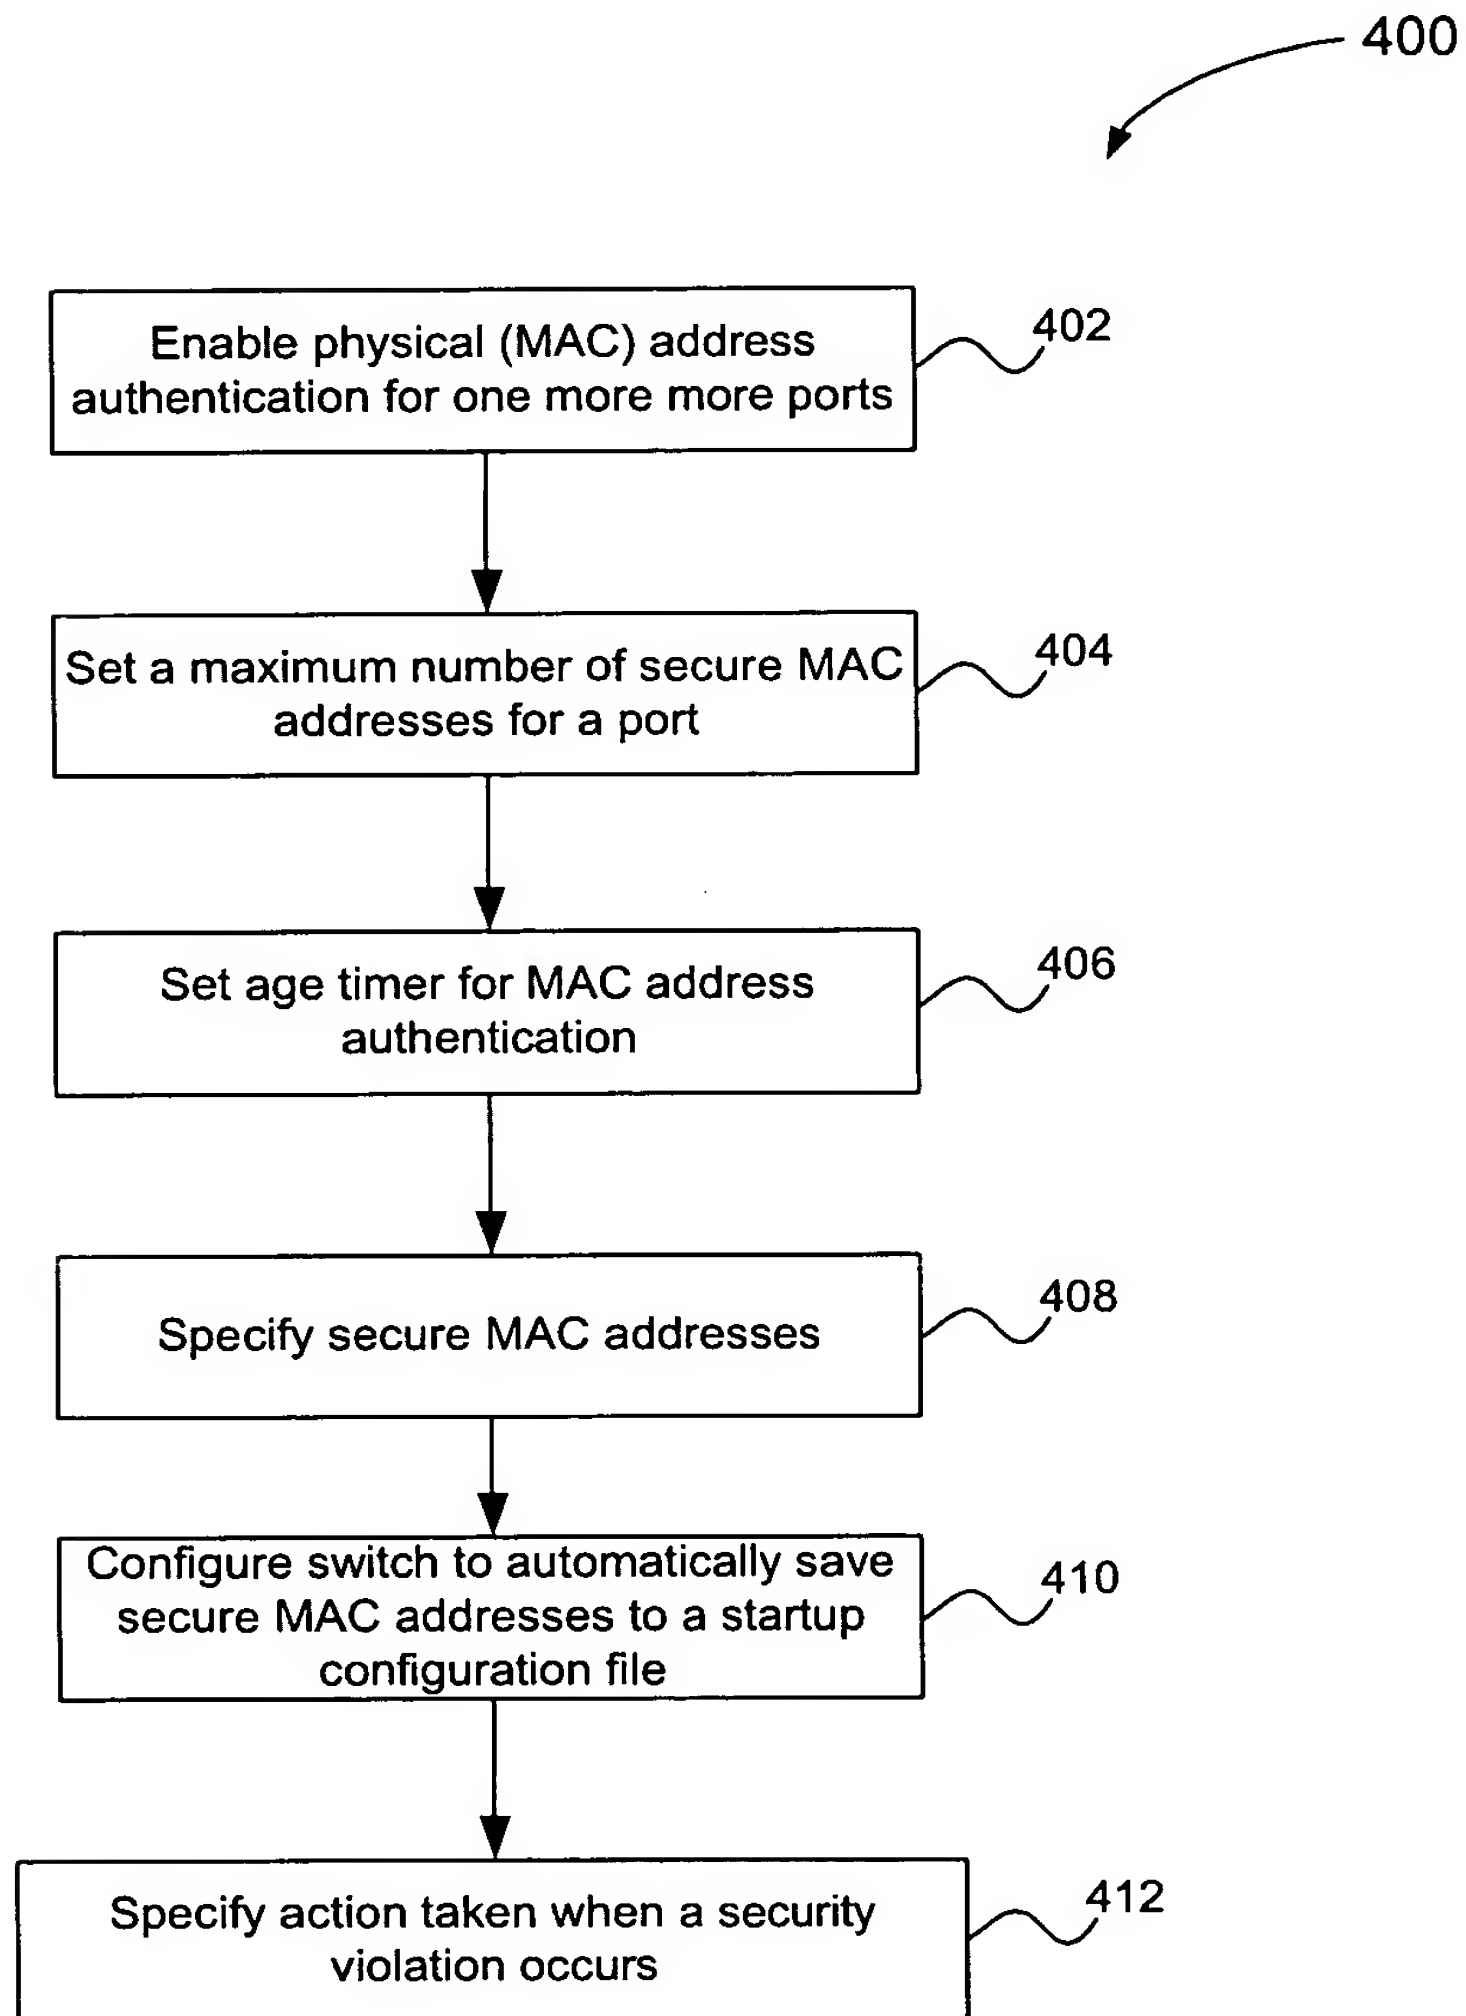 400
Enable physical (MAC) address
authentication for one more more ports
402
Set a maximum number of secure MAC
addresses for a port
404
Set age timer for MAC address
authentication
406
Specify secure MAC addresses
408
Configure switch to automatically save
secure MAC addresses to a startup
configuration file
410
Specify action taken when a security
violation occurs
412